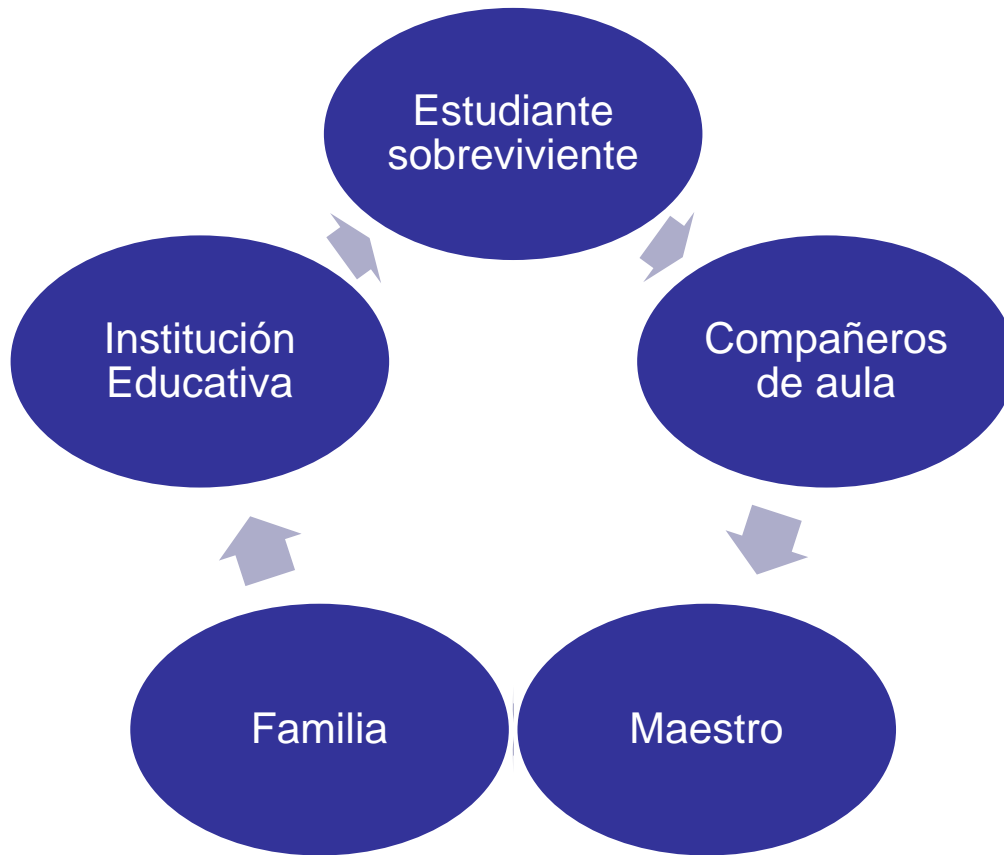 Estudiante
sobreviviente
Institución
Educativa
Compañeros
de aula
Familia
Maestro